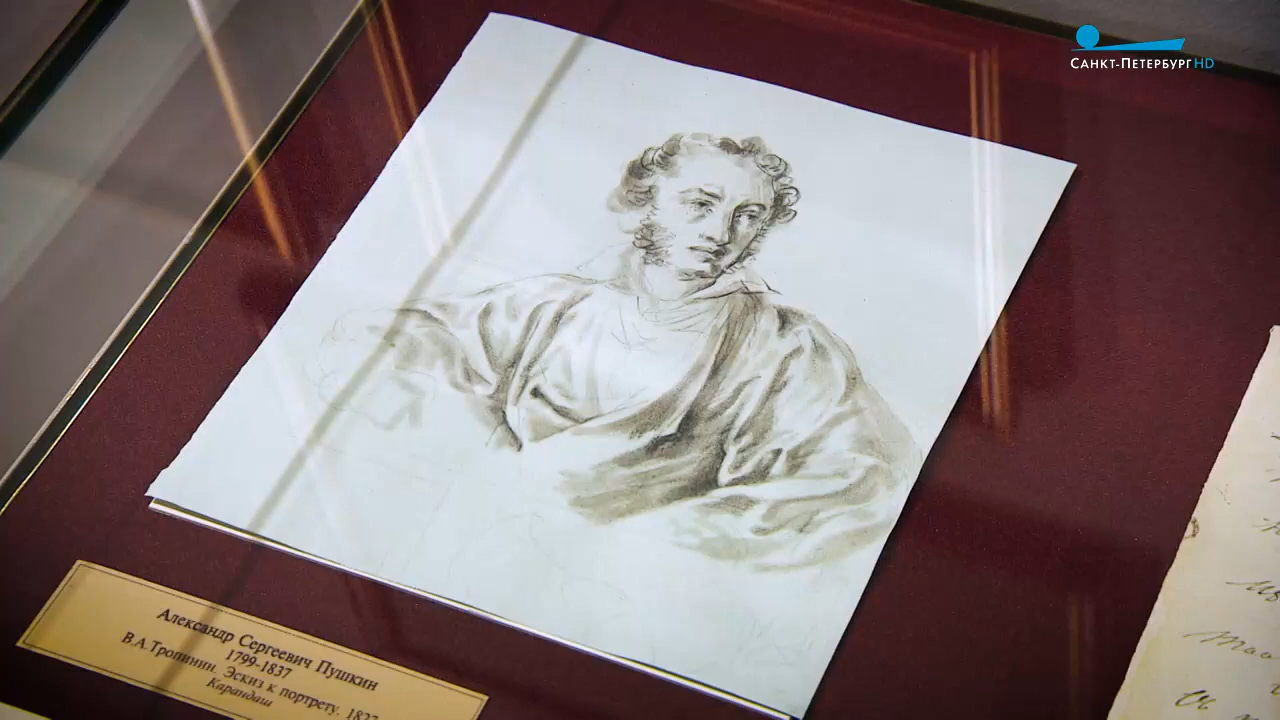 Санкт-Петербург HD
Александр Сергеевич Пушкин
1799-1837
В.А.Тропинин. Эскиз к портрету. 1827
Карандаш